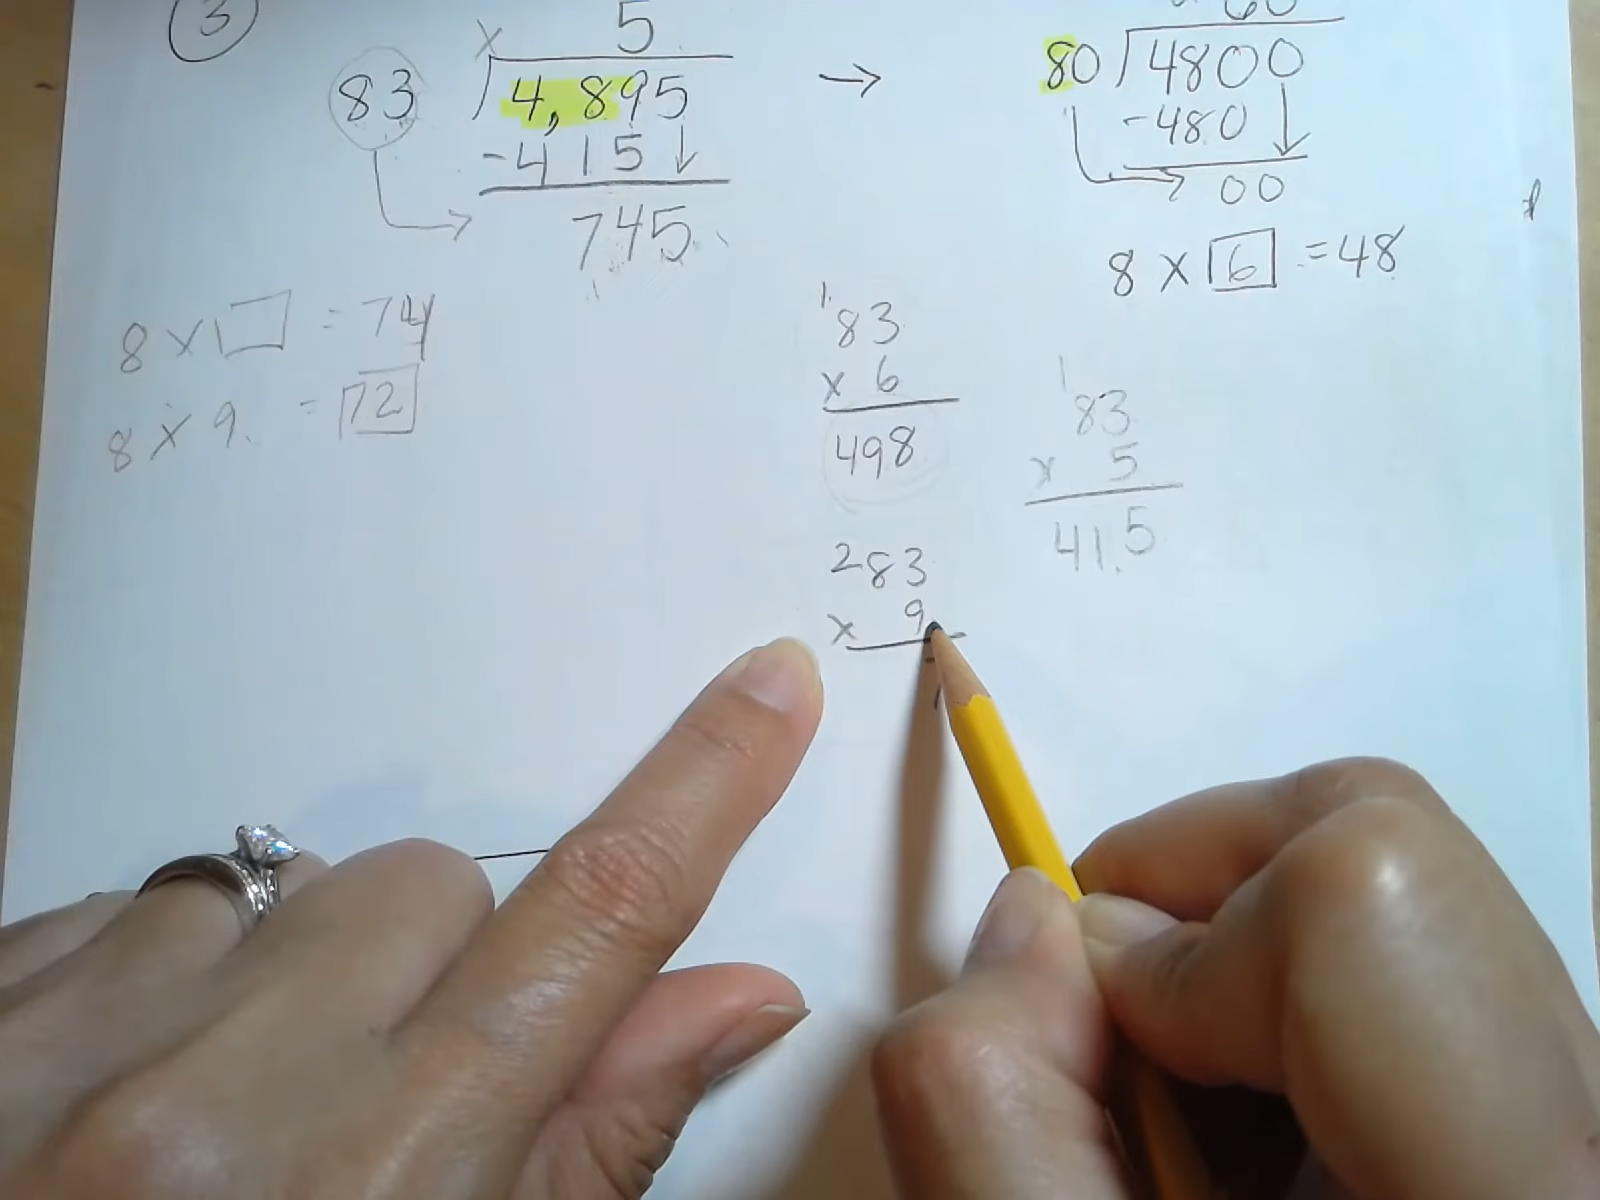 3
x 5
83 ) 4,895
-415 ↓
745
→
60
80 ) 4800
-480 ↓
00
8 x 6 = 48
8 x □ = 74
8 x 9. = 72
1
83
x 6
498
1
83
x 5
415
2 83
x 9